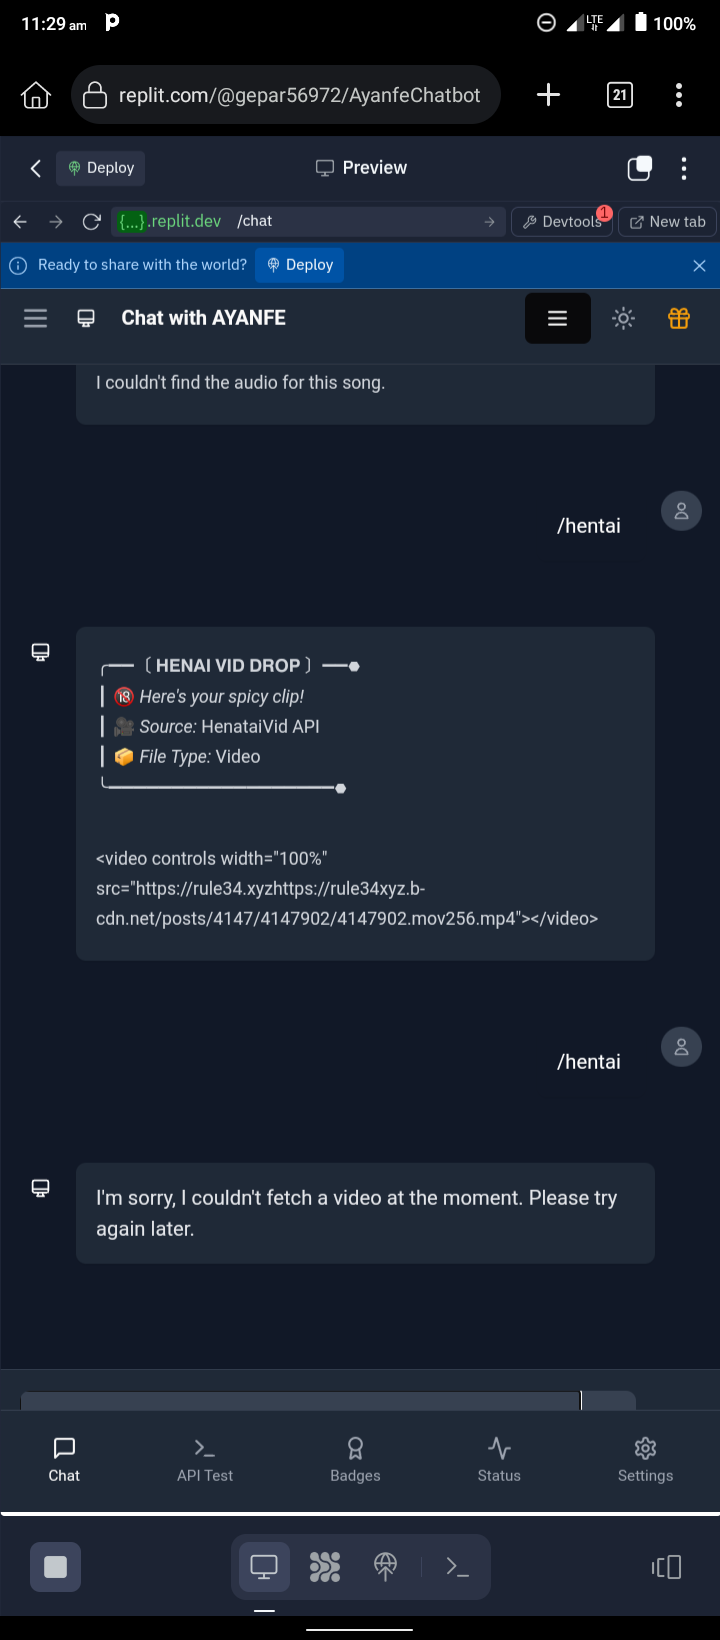 11:29 am
LTE
100%
replit.com/@gepar56972/AyanfeChatbot
21
Deploy
Preview
{...}.replit.dev /chat
Devtools
1
New tab
Ready to share with the world?
Deploy
Chat with AYANFE
I couldn't find the audio for this song.
/hentai
╭── 〔 HENAI VID DROP 〕 ──⬣
┃ 🔞 Here's your spicy clip!
┃ 🎥 Source: HenataiVid API
┃ 📦 File Type: Video
╰────────────────⬣
<video controls width="100%"
src="https://rule34.xyzhttps://rule34xyz.b-
cdn.net/posts/4147/4147902/4147902.mov256.mp4"></video>
/hentai
I'm sorry, I couldn't fetch a video at the moment. Please try
again later.
Chat
API Test
Badges
Status
Settings